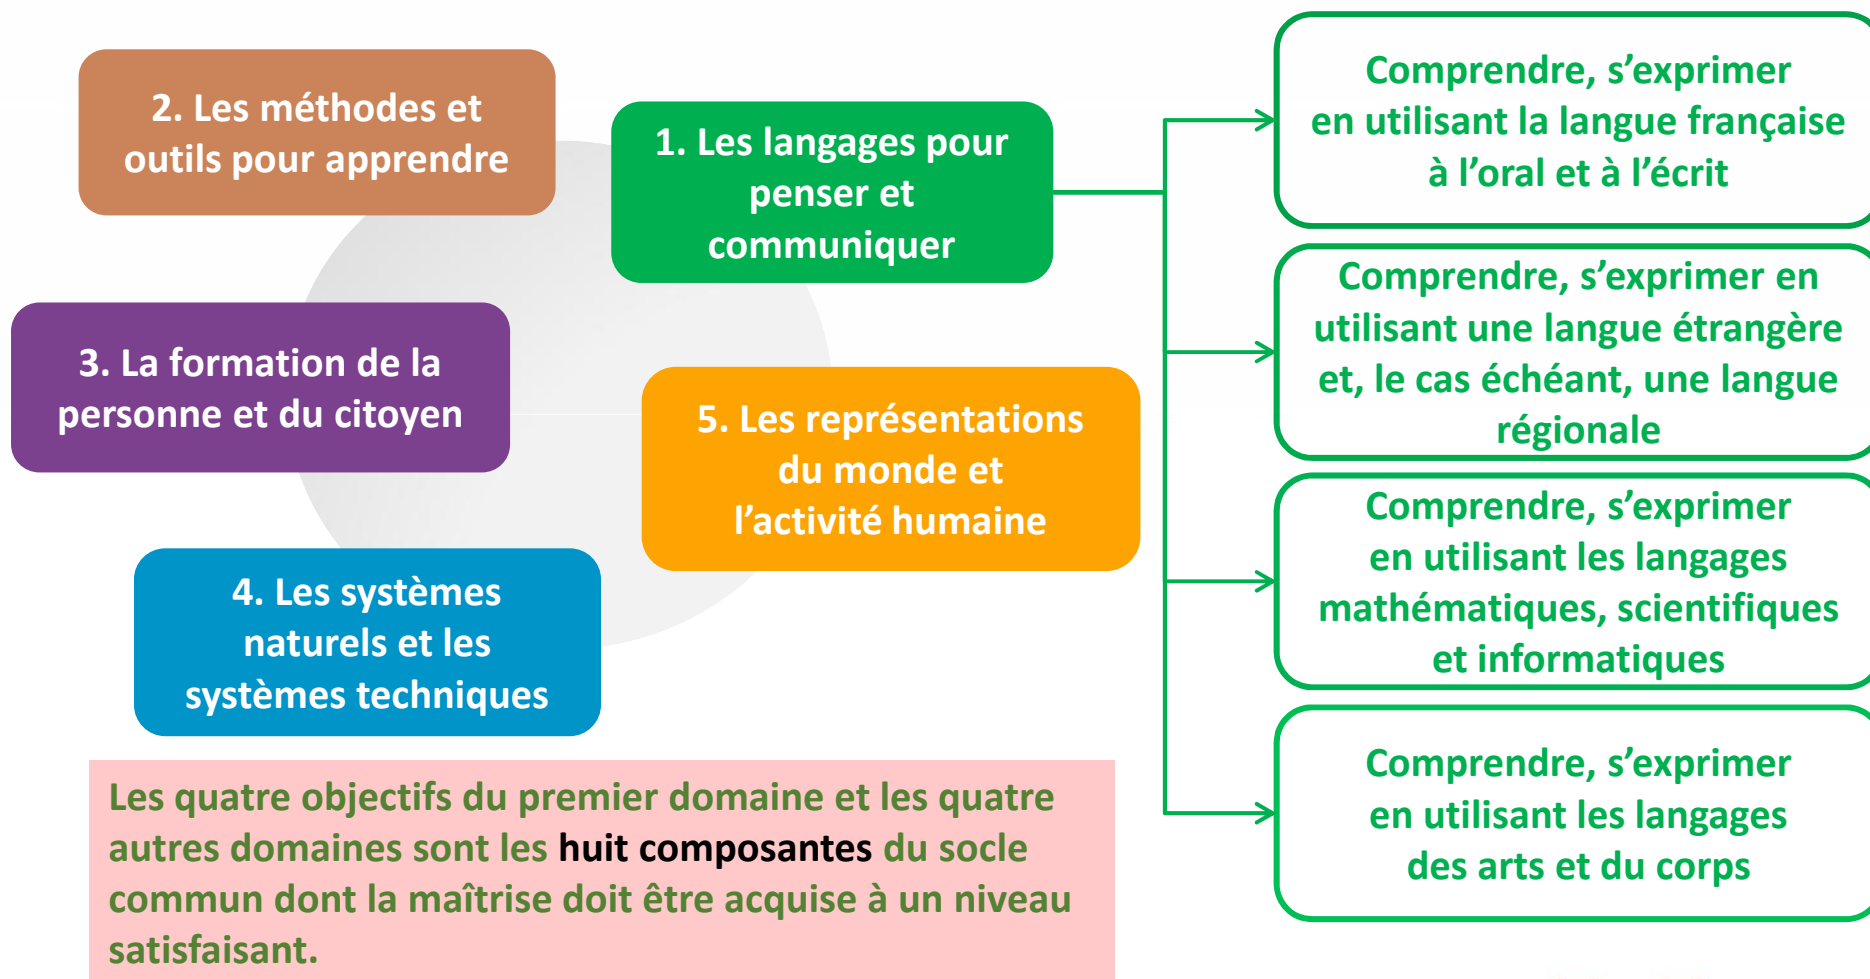 2. Les méthodes et
outils pour apprendre
1. Les langages pour
penser et
communiquer
3. La formation de la
personne et du citoyen
5. Les représentations
du monde et
l’activité humaine
4. Les systèmes
naturels et les
systèmes techniques
Les quatre objectifs du premier domaine et les quatre
autres domaines sont les huit composantes du socle
commun dont la maîtrise doit être acquise à un niveau
satisfaisant.
Comprendre, s’exprimer
en utilisant la langue française
à l’oral et à l’écrit
Comprendre, s’exprimer en
utilisant une langue étrangère
et, le cas échéant, une langue
régionale
Comprendre, s’exprimer
en utilisant les langages
mathématiques, scientifiques
et informatiques
Comprendre, s’exprimer
en utilisant les langages
des arts et du corps